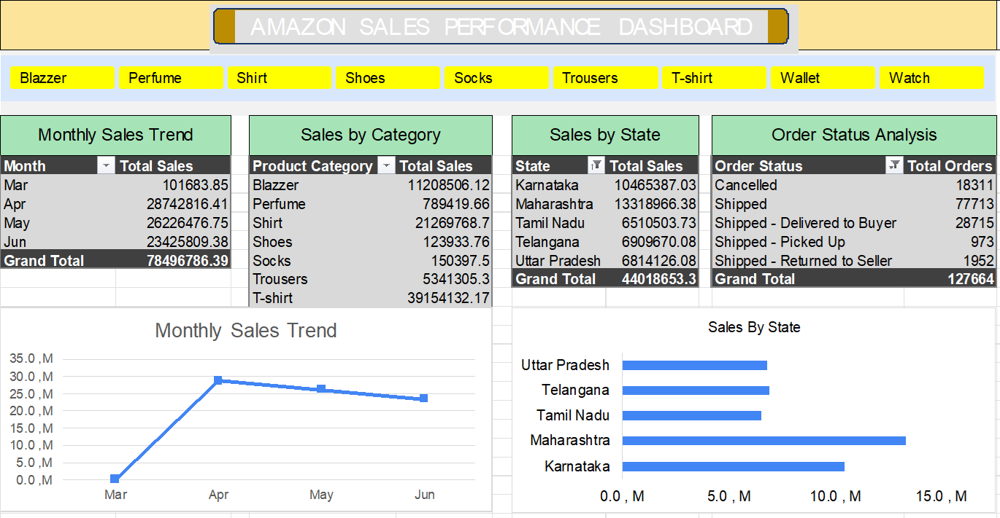 AMAZON SALES PERFORMANCE DASHBOARD
Blazzer Perfume Shirt Shoes Socks Trousers T-shirt Wallet Watch
Monthly Sales Trend
Month Total Sales
Mar 101683.85
Apr 28742816.41
May 26226476.75
Jun 23425809.38
Grand Total 78496786.39
Sales by Category
Product Category Total Sales
Blazzer 11208506.12
Perfume 789419.66
Shirt 21269768.7
Shoes 123933.76
Socks 150397.5
Trousers 5341305.3
T-shirt 39154132.17
Sales by State
State Total Sales
Karnataka 10465387.03
Maharashtra 13318966.38
Tamil Nadu 6510503.73
Telangana 6909670.08
Uttar Pradesh 6814126.08
Grand Total 44018653.3
Order Status Analysis
Order Status Total Orders
Cancelled 18311
Shipped 77713
Shipped - Delivered to Buyer 28715
Shipped - Picked Up 973
Shipped - Returned to Seller 1952
Grand Total 127664
Monthly Sales Trend
35.0 ,M
30.0 ,M
25.0 ,M
20.0 ,M
15.0 ,M
10.0 ,M
5.0 ,M
0.0 ,M
Mar Apr May Jun
Sales By State
Uttar Pradesh
Telangana
Tamil Nadu
Maharashtra
Karnataka
0.0 , M 5.0 , M 10.0 , M 15.0 , M